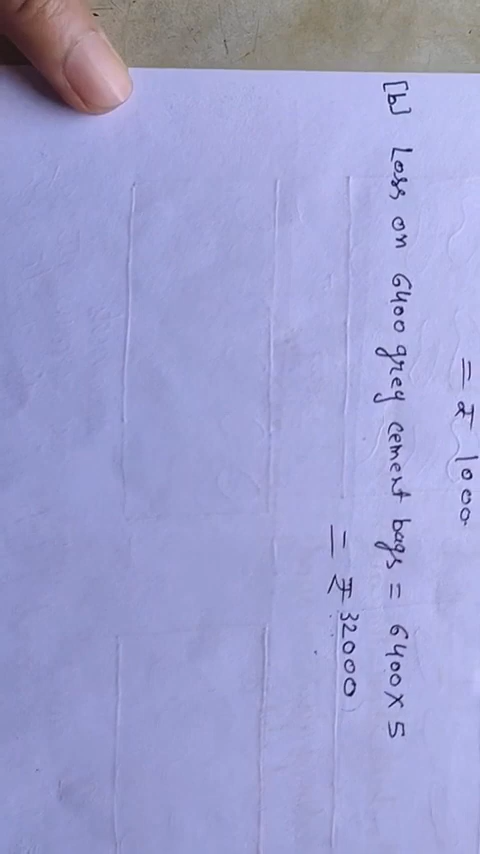 = ₹ 1000
[b] Loss on 6400 grey cement bags = 6400 × 5
= ₹ 32000